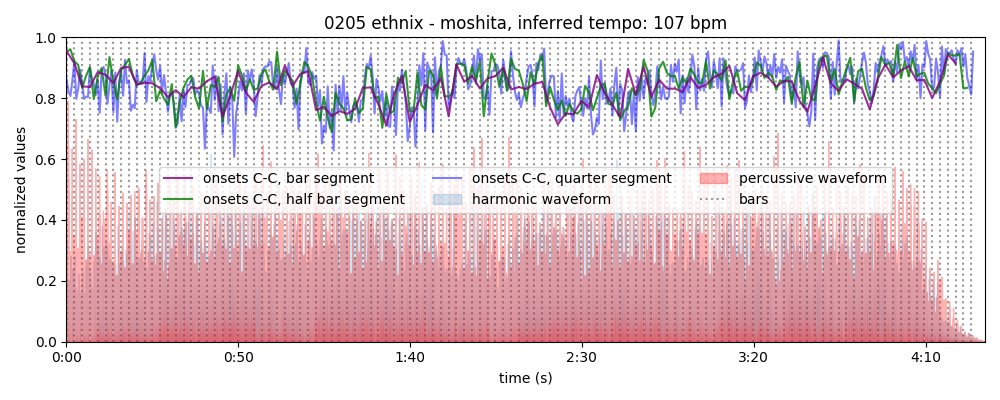 0205 ethnix - moshita, inferred tempo: 107 bpm
1.0
0.8
0.6
0.4
0.2
0.0
normalized values
onsets C-C, bar segment
onsets C-C, half bar segment
onsets C-C, quarter segment
harmonic waveform
percussive waveform
bars
0:00 0:50 1:40 2:30 3:20 4:10
time (s)